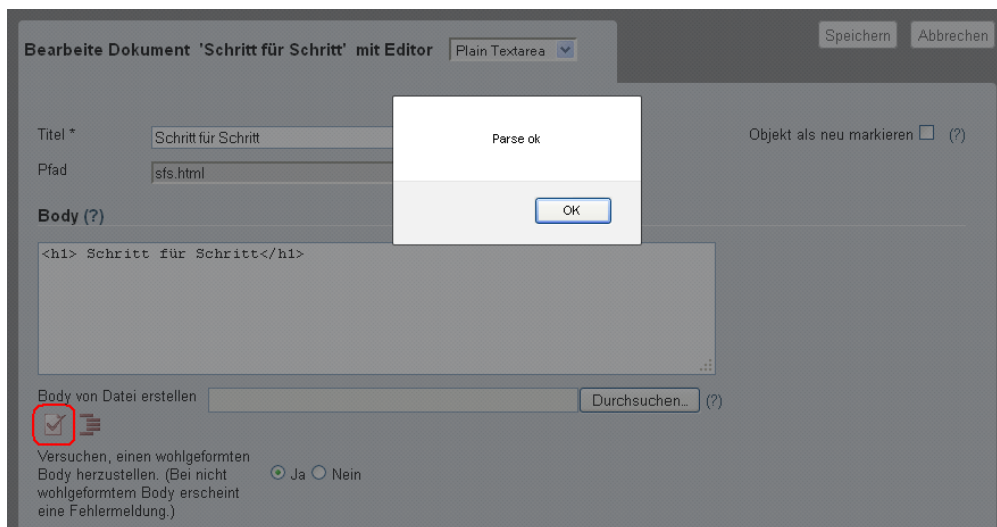 Speichern Abbrechen
Bearbeite Dokument 'Schritt für Schritt' mit Editor Plain Textarea
Parse ok
Titel * Schritt für Schritt Objekt als neu markieren (?)
Pfad sfs.html
OK
Body (?)
<h1> Schritt für Schritt</h1>
Body von Datei erstellen Durchsuchen... (?)
Versuchen, einen wohlgeformten
Body herzustellen. (Bei nicht Ja Nein
wohlgeformtem Body erscheint
eine Fehlermeldung.)